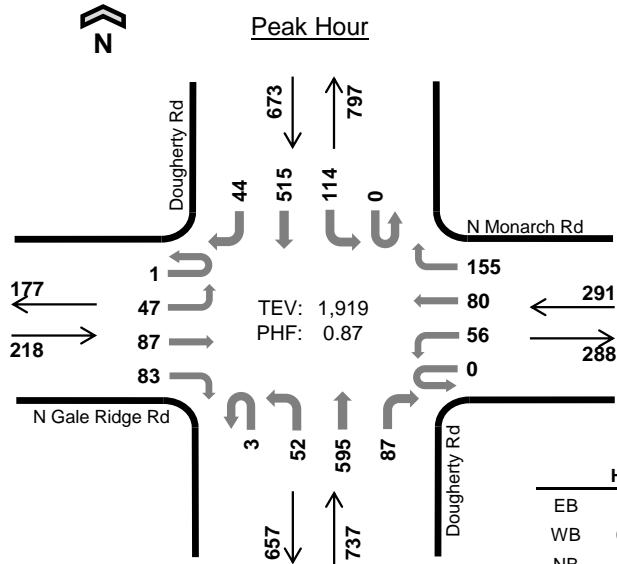 Peak Hour
N
Dougherty Rd
673
797
44
515
114
0
N Monarch Rd
1
155
177
47
TEV: 1,919
80
291
218
87
PHF: 0.87
56
288
83
0
N Gale Ridge Rd
3
52
595
87
Dougherty Rd
657
737
EB
WB
NB